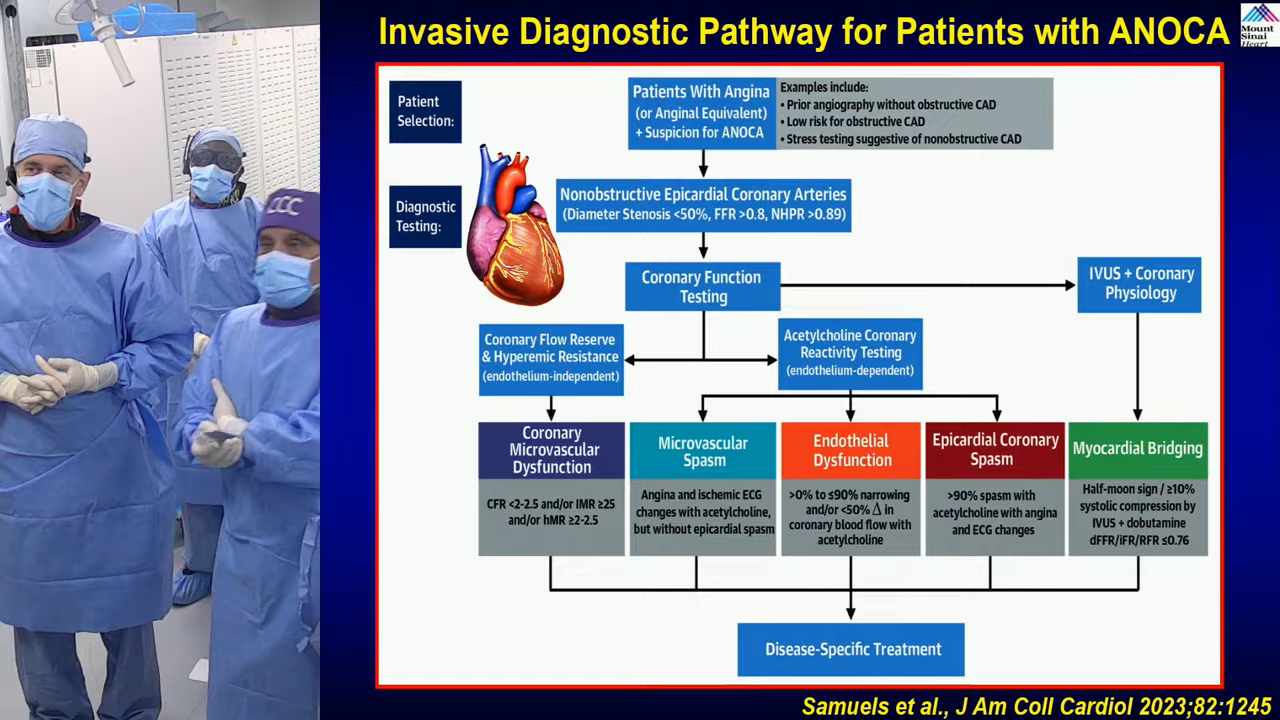 Invasive Diagnostic Pathway for Patients with ANOCA
Mount
Sinai
Heart
Patient
Selection:
Patients With Angina
(or Anginal Equivalent)
+ Suspicion for ANOCA
Examples include:
• Prior angiography without obstructive CAD
• Low risk for obstructive CAD
• Stress testing suggestive of nonobstructive CAD
Diagnostic
Testing:
Nonobstructive Epicardial Coronary Arteries
(Diameter Stenosis <50%, FFR >0.8, NHPR >0.89)
Coronary Function
Testing
IVUS + Coronary
Physiology
Coronary Flow Reserve
& Hyperemic Resistance
(endothelium-independent)
Acetylcholine Coronary
Reactivity Testing
(endothelium-dependent)
Coronary
Microvascular
Dysfunction
CFR <2-2.5 and/or IMR ≥25
and/or hMR ≥2-2.5
Microvascular
Spasm
Angina and ischemic ECG
changes with acetylcholine,
but without epicardial spasm
Endothelial
Dysfunction
>0% to ≤90% narrowing
and/or <50% Δ in
coronary blood flow with
acetylcholine
Epicardial Coronary
Spasm
>90% spasm with
acetylcholine with angina
and ECG changes
Myocardial Bridging
Half-moon sign / ≥10%
systolic compression by
IVUS + dobutamine
dFFR/iFR/RFR ≤0.76
Disease-Specific Treatment
Samuels et al., J Am Coll Cardiol 2023;82:1245
CCC